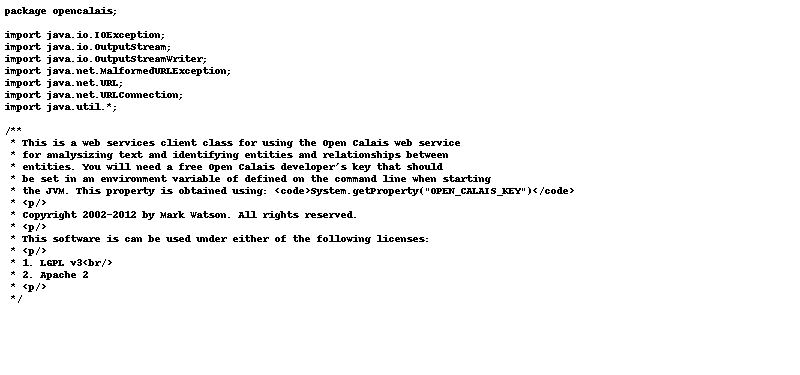 package opencalais;

import java.io.IOException;
import java.io.OutputStream;
import java.io.OutputStreamWriter;
import java.net.MalformedURLException;
import java.net.URL;
import java.net.URLConnection;
import java.util.*;

/**
 * This is a web services client class for using the Open Calais web service
 * for analysizing text and identifying entities and relationships between
 * entities. You will need a free Open Calais developer's key that should
 * be set in an environment variable of defined on the command line when starting
 * the JVM. This property is obtained using: <code>System.getProperty("OPEN_CALAIS_KEY")</code>
 * <p/>
 * Copyright 2002-2012 by Mark Watson. All rights reserved.
 * <p/>
 * This software is can be used under either of the following licenses:
 * <p/>
 * 1. LGPL v3<br/>
 * 2. Apache 2
 * <p/>
 */